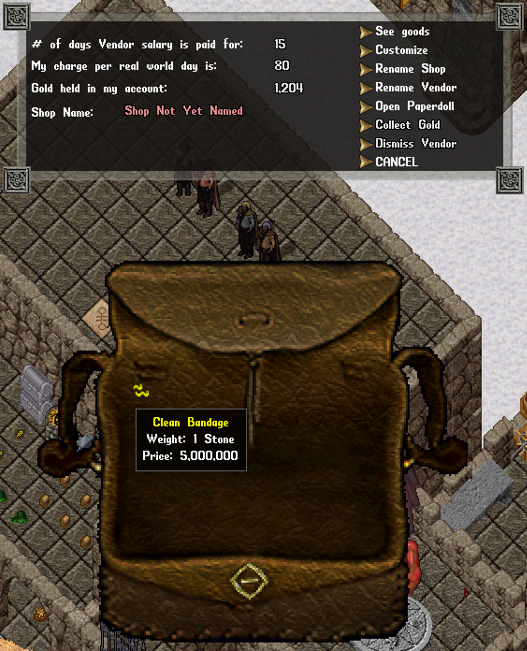 # of days Vendor salary is paid for: 15
My charge per real world day is: 80
Gold held in my account: 1,204
Shop Name: Shop Not Yet Named
See goods
Customize
Rename Shop
Rename Vendor
Open Paperdoll
Collect Gold
Dismiss Vendor
CANCEL
Clean Bandage
Weight: 1 Stone
Price: 5,000,000